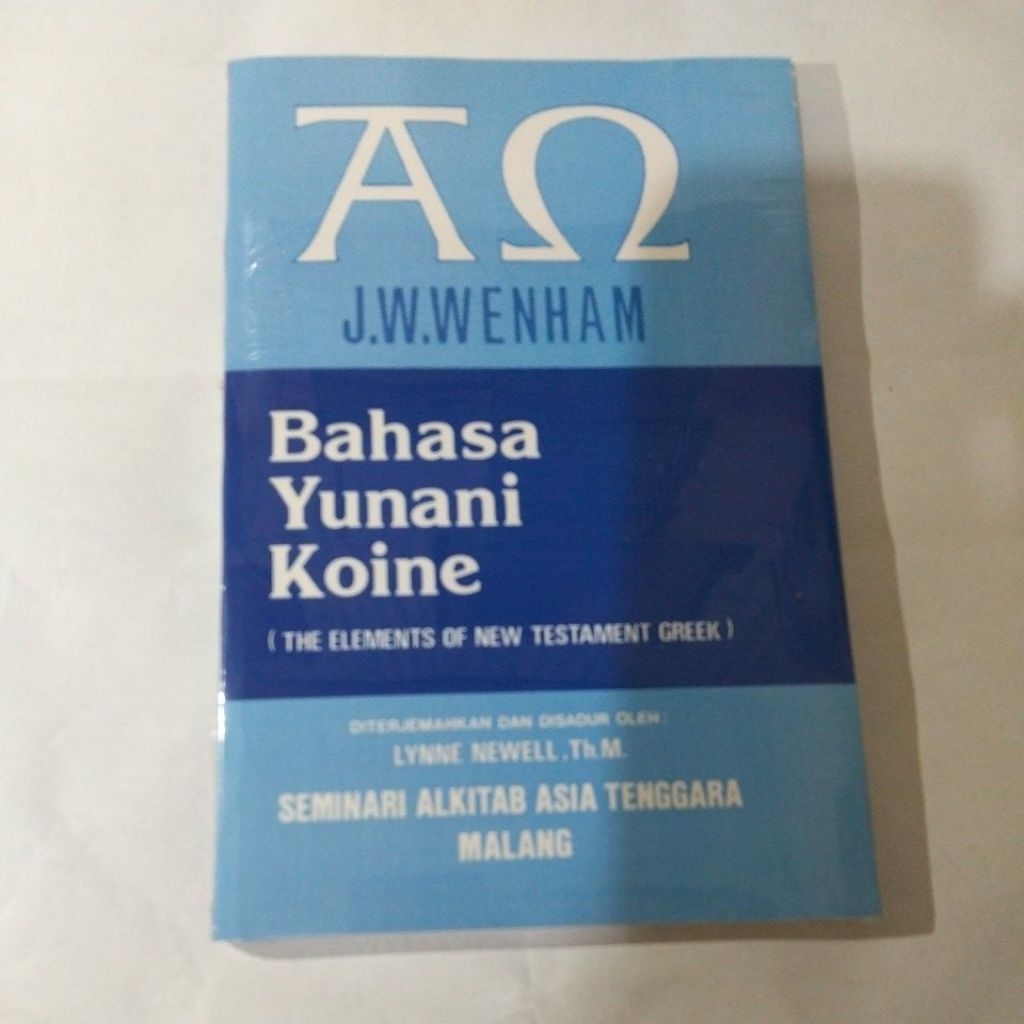 ΑΩ
J.W.WENHAM
Bahasa
Yunani
Koine
( THE ELEMENTS OF NEW TESTAMENT GREEK )
DITERJEMAHKAN DAN DISADUR OLEH :
LYNNE NEWELL .Th.M.
SEMINARI ALKITAB ASIA TENGGARA
MALANG